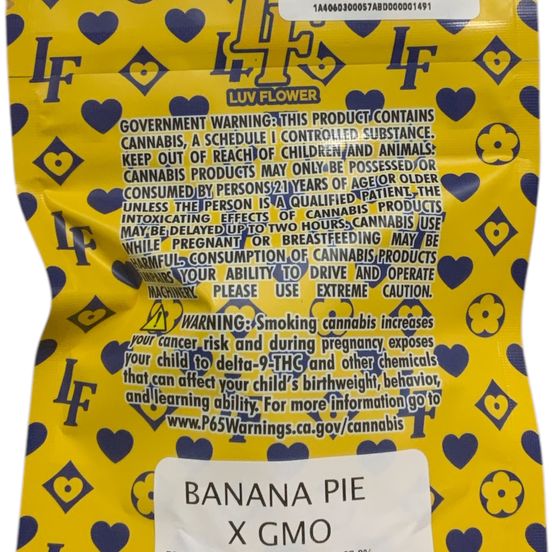 1A4060300057ABD000001491
LF
LUV FLOWER
GOVERNMENT WARNING: THIS PRODUCT CONTAINS
CANNABIS, A SCHEDULE I CONTROLLED SUBSTANCE.
KEEP OUT OF REACH OF CHILDREN AND ANIMALS.
CANNABIS PRODUCTS MAY ONLY BE POSSESSED OR
CONSUMED BY PERSONS 21 YEARS OF AGE OR OLDER
UNLESS THE PERSON IS A QUALIFIED PATIENT. THE
INTOXICATING EFFECTS OF CANNABIS PRODUCTS
MAY BE DELAYED UP TO TWO HOURS. CANNABIS USE
WHILE PREGNANT OR BREASTFEEDING MAY BE
HARMFUL. CONSUMPTION OF CANNABIS PRODUCTS
IMPAIRS YOUR ABILITY TO DRIVE AND OPERATE
MACHINERY. PLEASE USE EXTREME CAUTION.
WARNING: Smoking cannabis increases
your cancer risk and during pregnancy exposes
your child to delta-9-THC and other chemicals
that can affect your child's birthweight, behavior,
and learning ability. For more information go to
www.P65Warnings.ca.gov/cannabis
BANANA PIE
X GMO